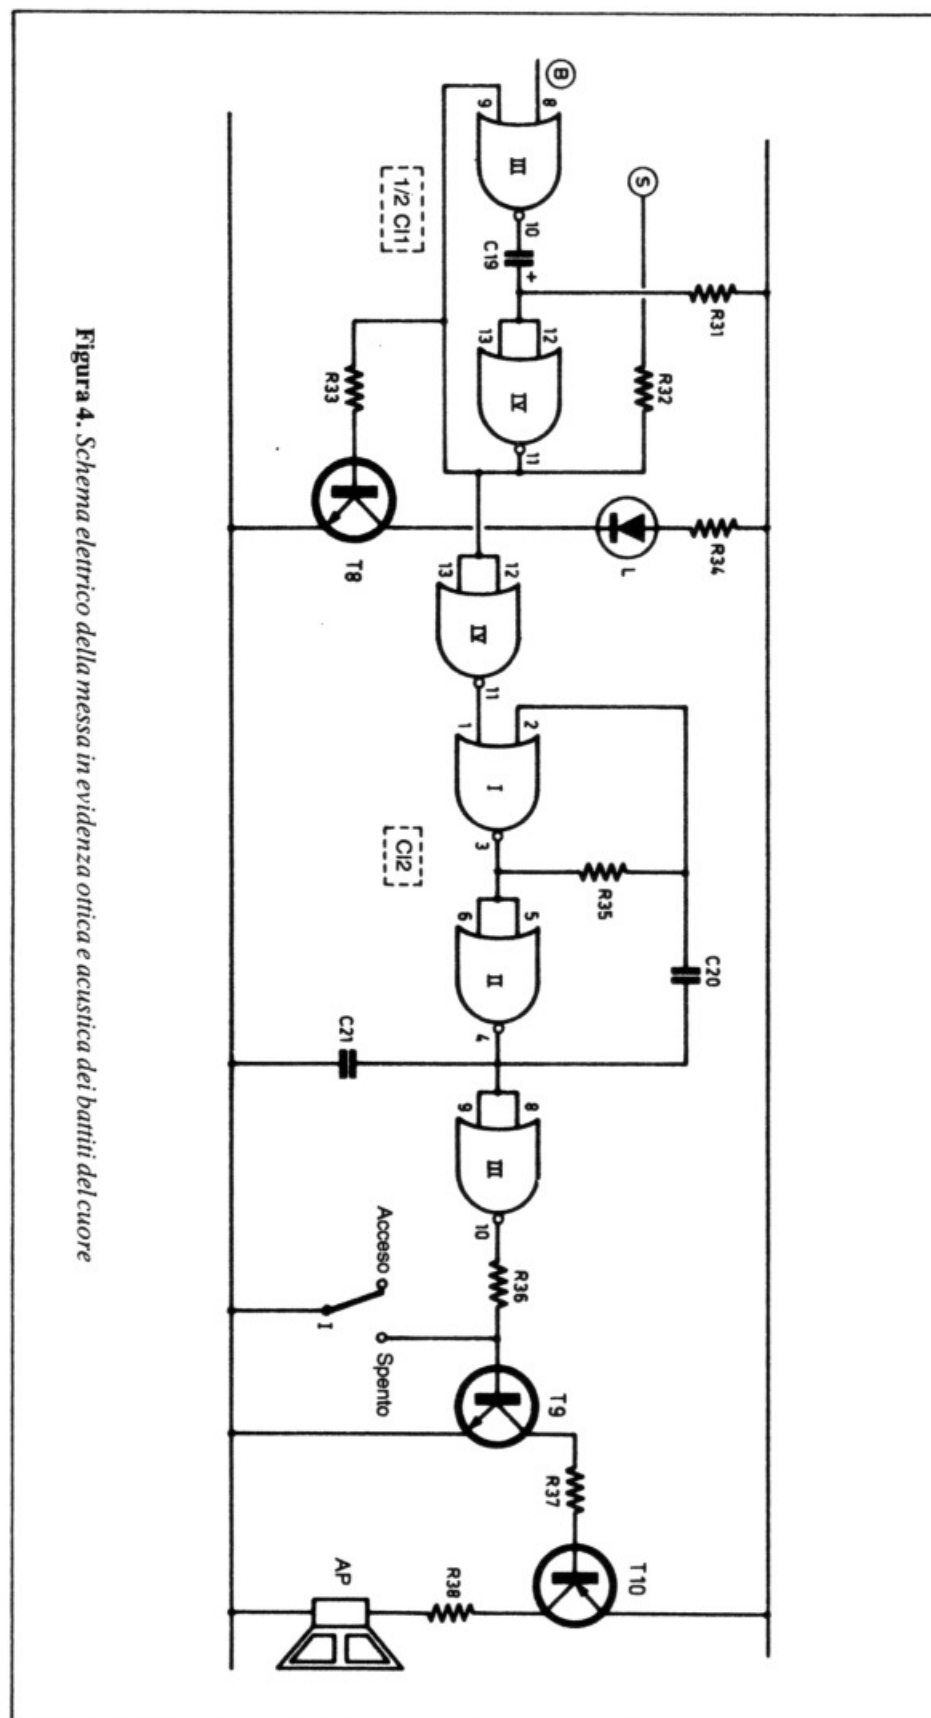 B
8
9
III
10
C19
+
1/2 CI1
S
R31
12
13
IV
11
R32
R33
T8
L
R34
12
13
IV
11
2
1
I
3
CI2
R35
5
6
II
4
C20
C21
8
9
III
10
Acceso
I
Spento
R36
T9
R37
T10
R38
AP
Figura 4. Schema elettrico della messa in evidenza ottica e acustica dei battiti del cuore